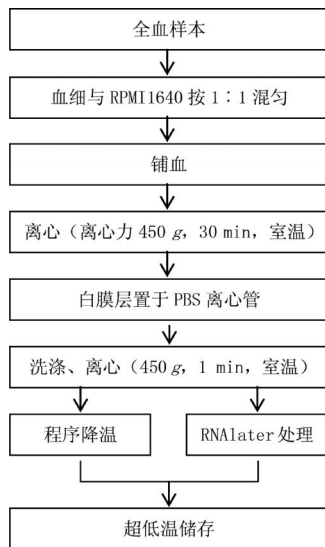 全血样本
血细与 RPMI1640 按 1：1 混匀
铺血
离心（离心力 450 g，30 min，室温）
白膜层置于 PBS 离心管
洗涤、离心（450 g，1 min，室温）
程序降温
RNAlater 处理
超低温储存